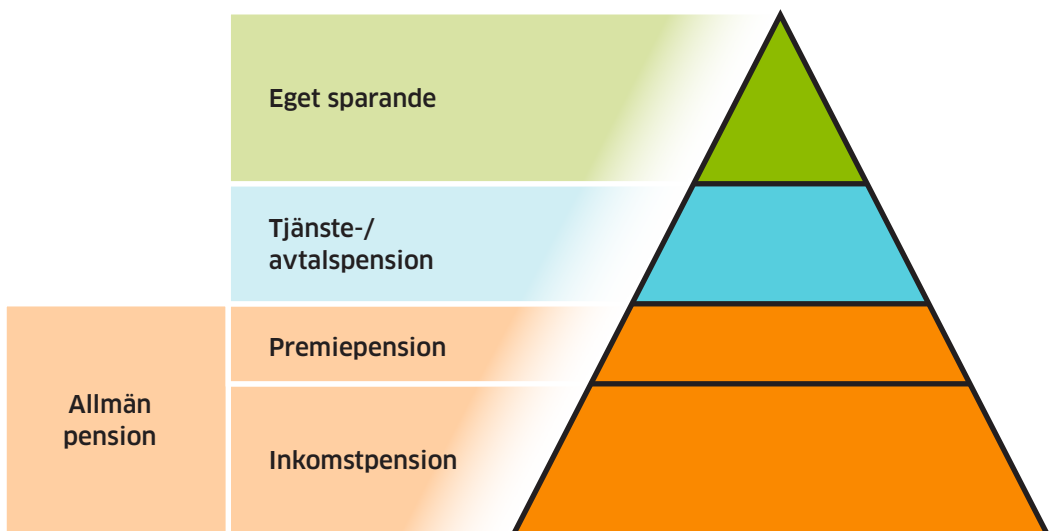 Eget sparande
Tjänste-/
avtalspension
Premiepension
Allmän
pension
Inkomstpension